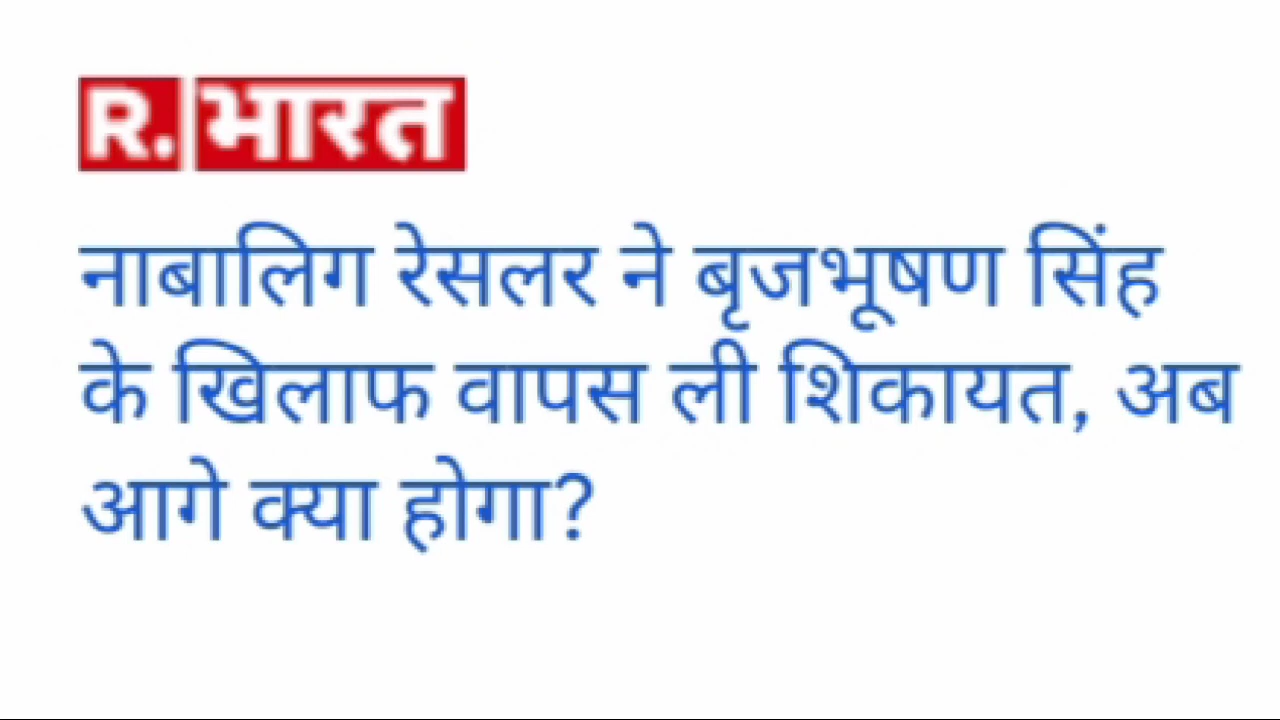 R. भारत
नाबालिग रेसलर ने बृजभूषण सिंह
के खिलाफ वापस ली शिकायत, अब
आगे क्या होगा?